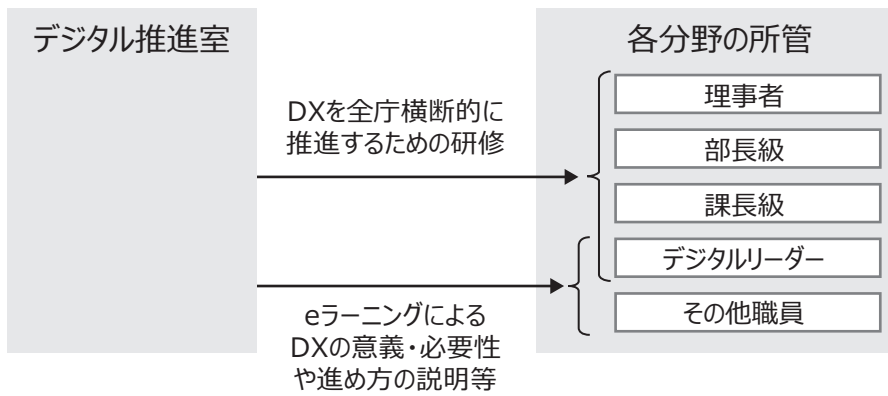 デジタル推進室
各分野の所管
DXを全庁横断的に
推進するための研修
理事者
部長級
課長級
デジタルリーダー
その他職員
eラーニングによる
DXの意義・必要性
や進め方の説明等